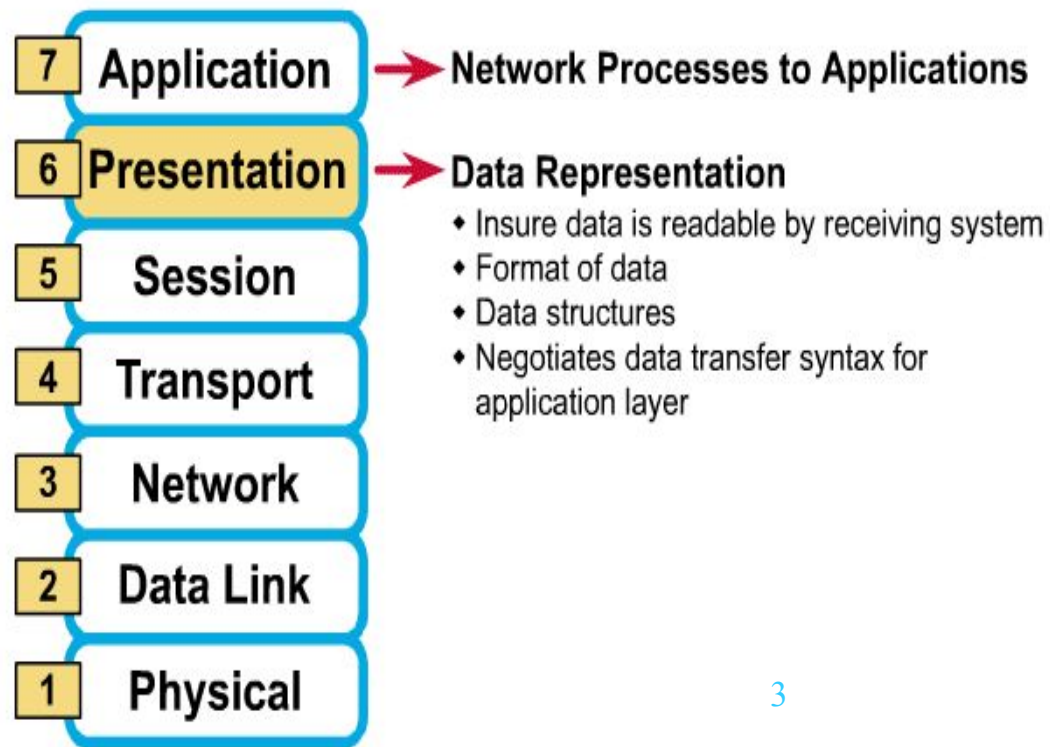 7 Application → Network Processes to Applications
6 Presentation → Data Representation
◆ Insure data is readable by receiving system
◆ Format of data
◆ Data structures
◆ Negotiates data transfer syntax for
application layer
5 Session
4 Transport
3 Network
2 Data Link
1 Physical
3